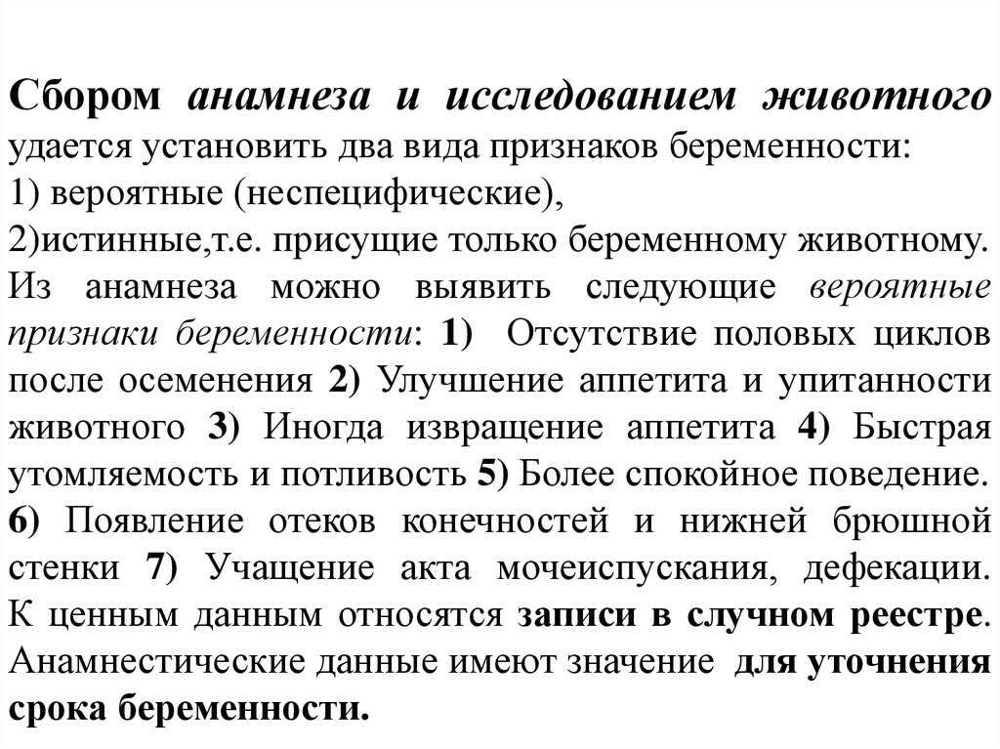 Сбором анамнеза и исследованием животного
удается установить два вида признаков беременности:
1) вероятные (неспецифические),
2)истинные,т.е. присущие только беременному животному.
Из анамнеза можно выявить следующие вероятные
признаки беременности: 1) Отсутствие половых циклов
после осеменения 2) Улучшение аппетита и упитанности
животного 3) Иногда извращение аппетита 4) Быстрая
утомляемость и потливость 5) Более спокойное поведение.
6) Появление отеков конечностей и нижней брюшной
стенки 7) Учащение акта мочеиспускания, дефекации.
К ценным данным относятся записи в случном реестре.
Анамнестические данные имеют значение для уточнения
срока беременности.